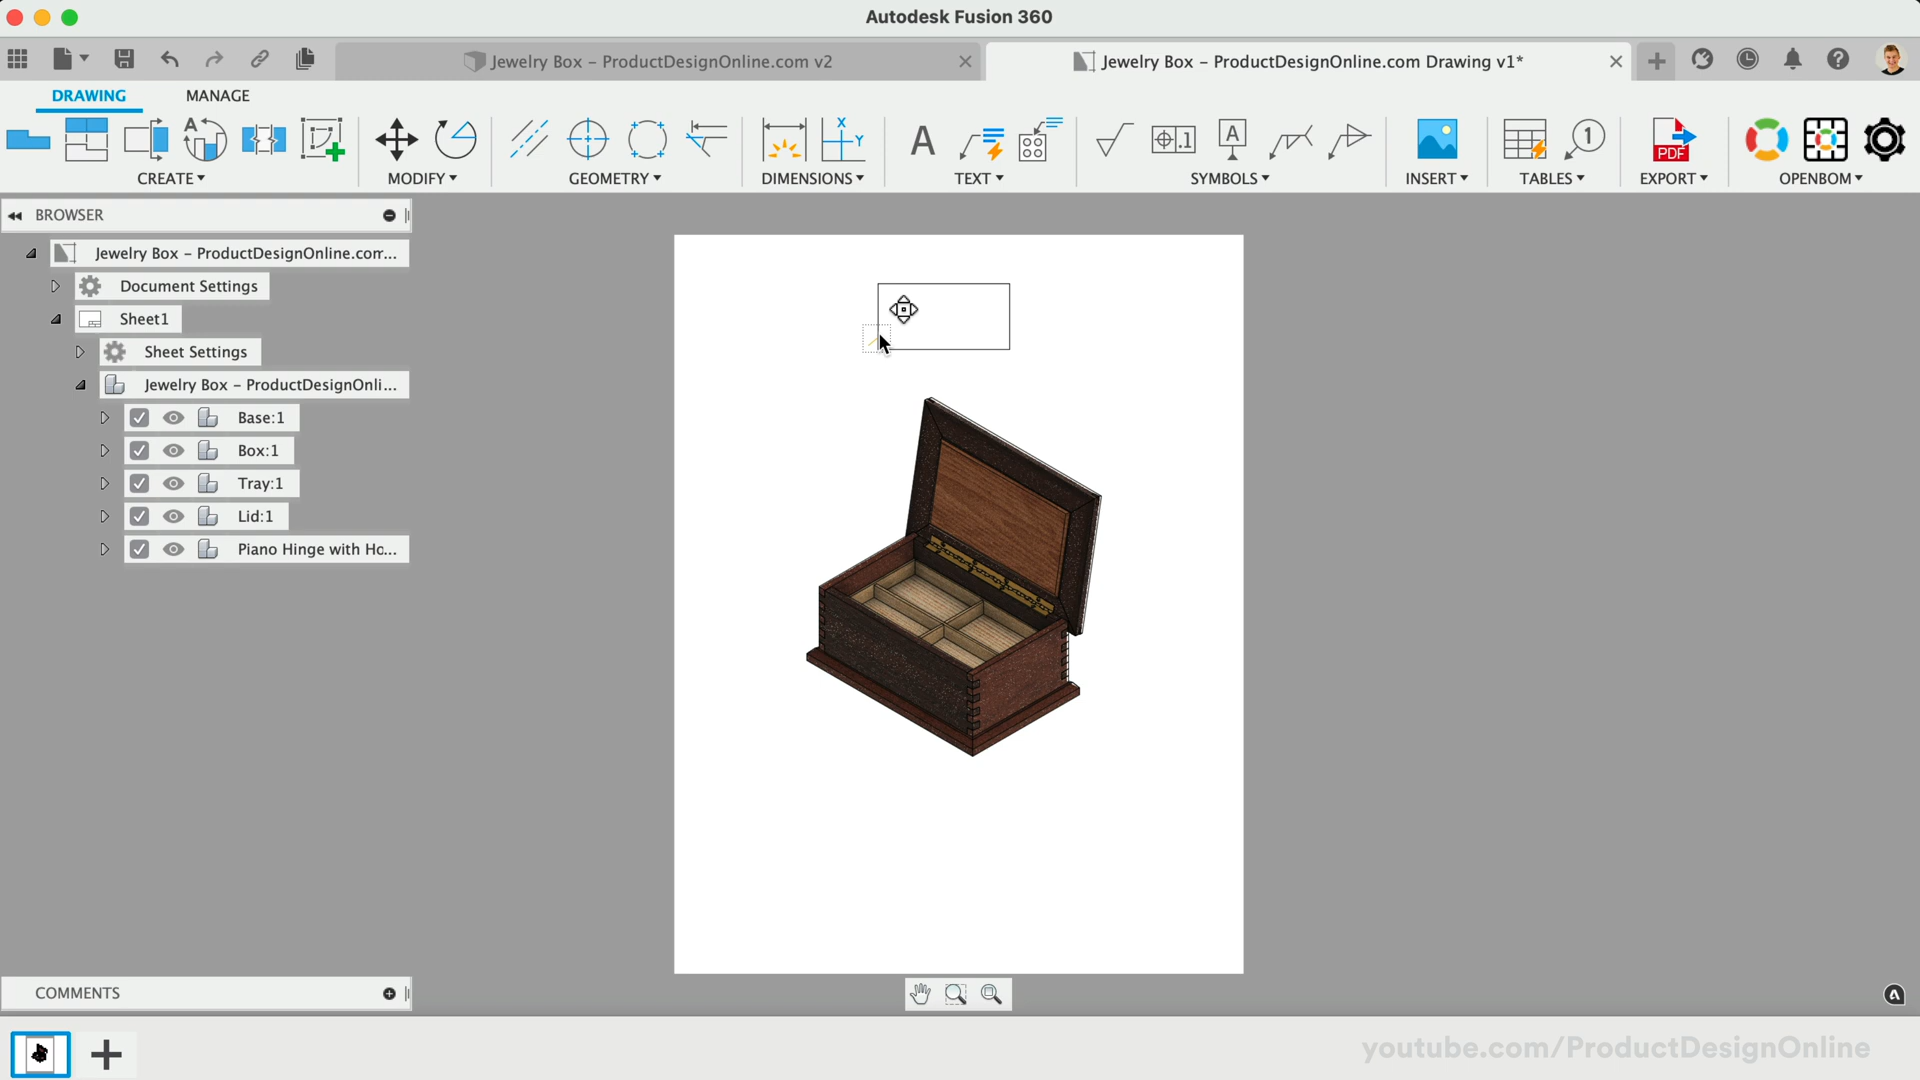 Autodesk Fusion 360
Jewelry Box – ProductDesignOnline.com v2
Jewelry Box – ProductDesignOnline.com Drawing v1*
DRAWING
MANAGE
CREATE
MODIFY
GEOMETRY
DIMENSIONS
TEXT
SYMBOLS
INSERT
TABLES
EXPORT
OPENBOM
BROWSER
Jewelry Box – ProductDesignOnline.com...
Document Settings
Sheet1
Sheet Settings
Jewelry Box – ProductDesignOnli...
Base:1
Box:1
Tray:1
Lid:1
Piano Hinge with Ho...
COMMENTS
youtube.com/ProductDesignOnline